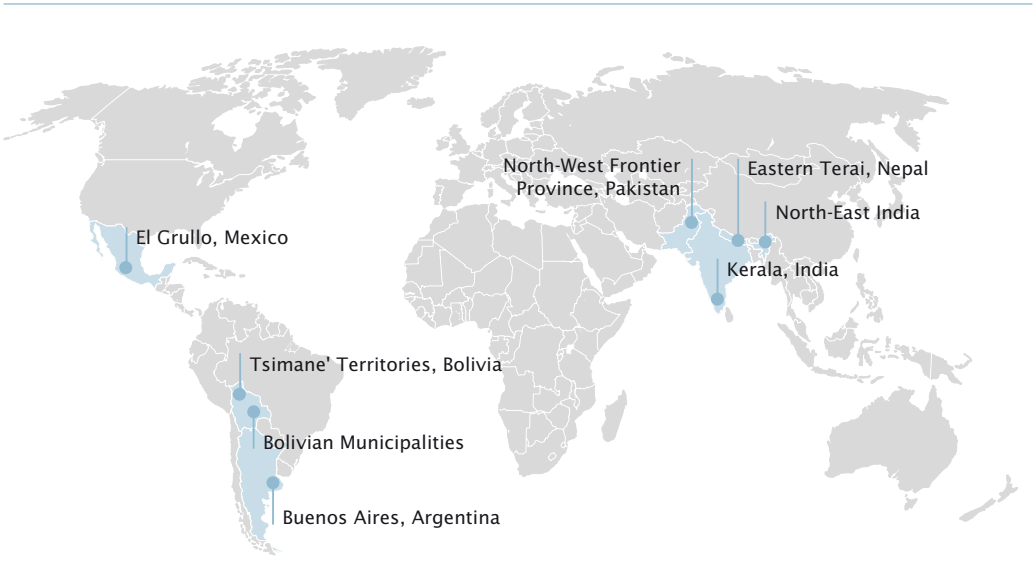 North-West Frontier
Province, Pakistan
Eastern Terai, Nepal
North-East India
El Grullo, Mexico
Kerala, India
Tsimane' Territories, Bolivia
Bolivian Municipalities
Buenos Aires, Argentina